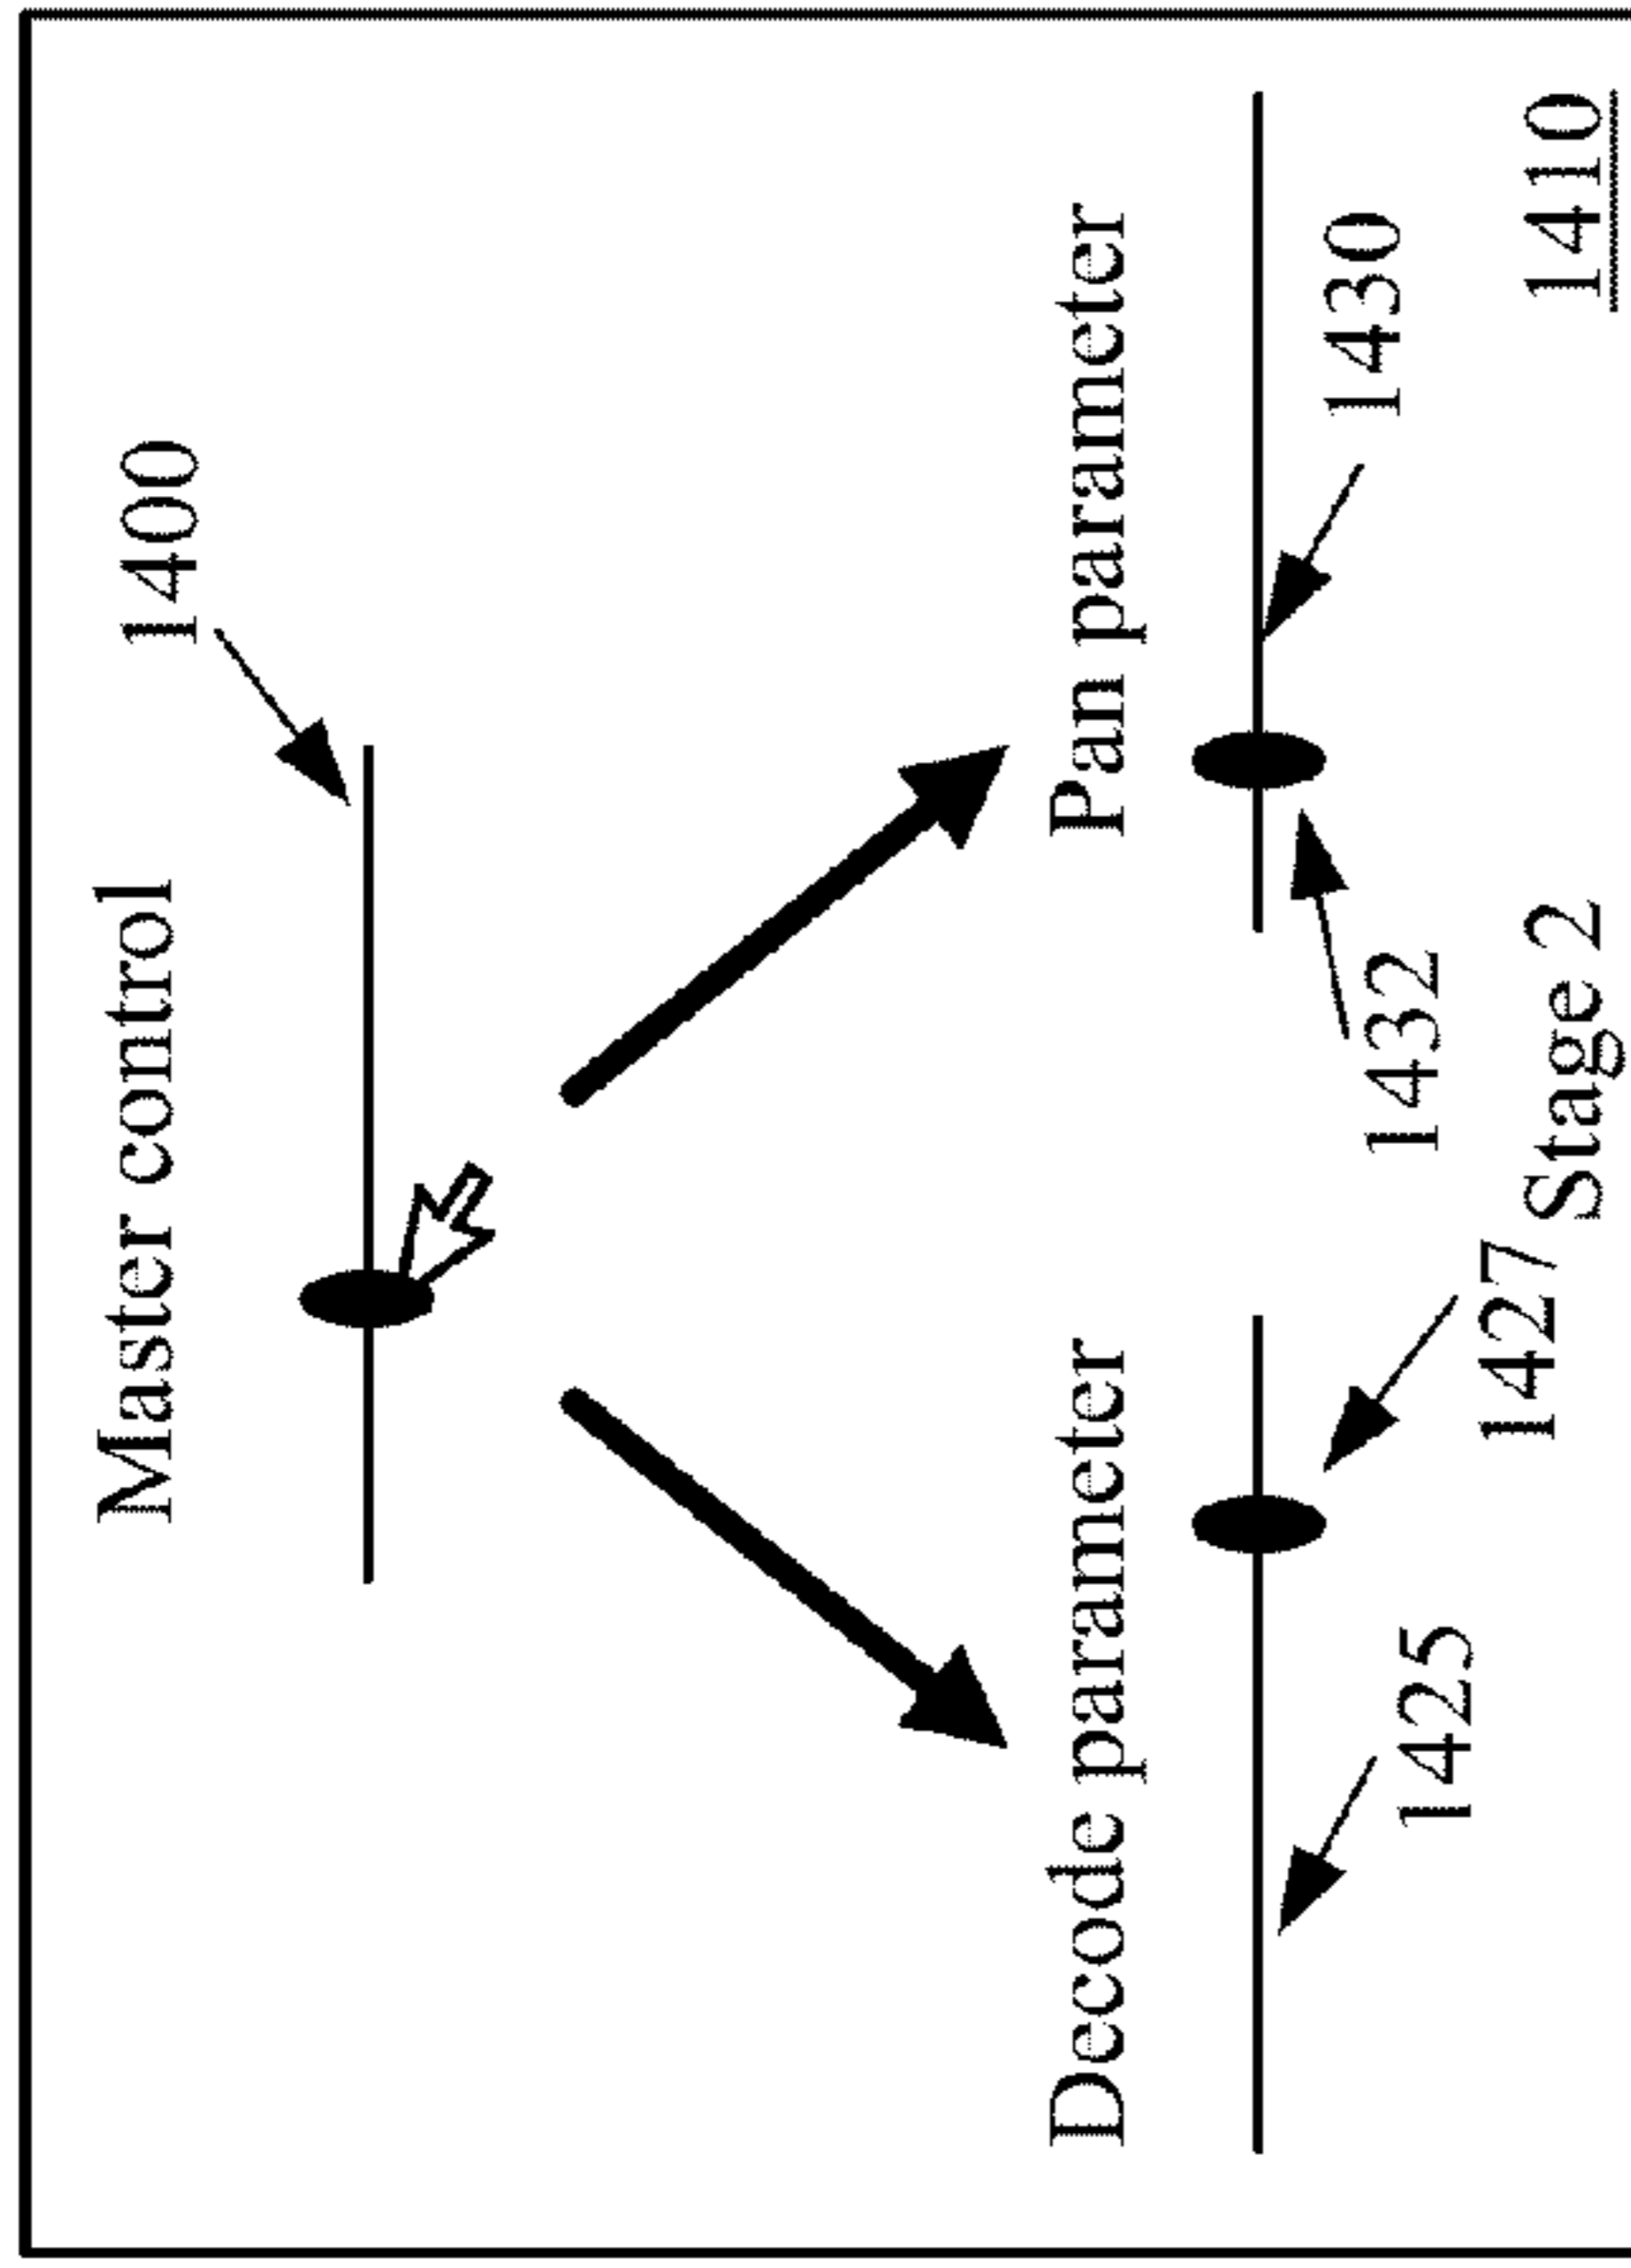 Master control
1400
Decode parameter
Pan parameter
1425
1427
1432
1430
Stage 2
1410